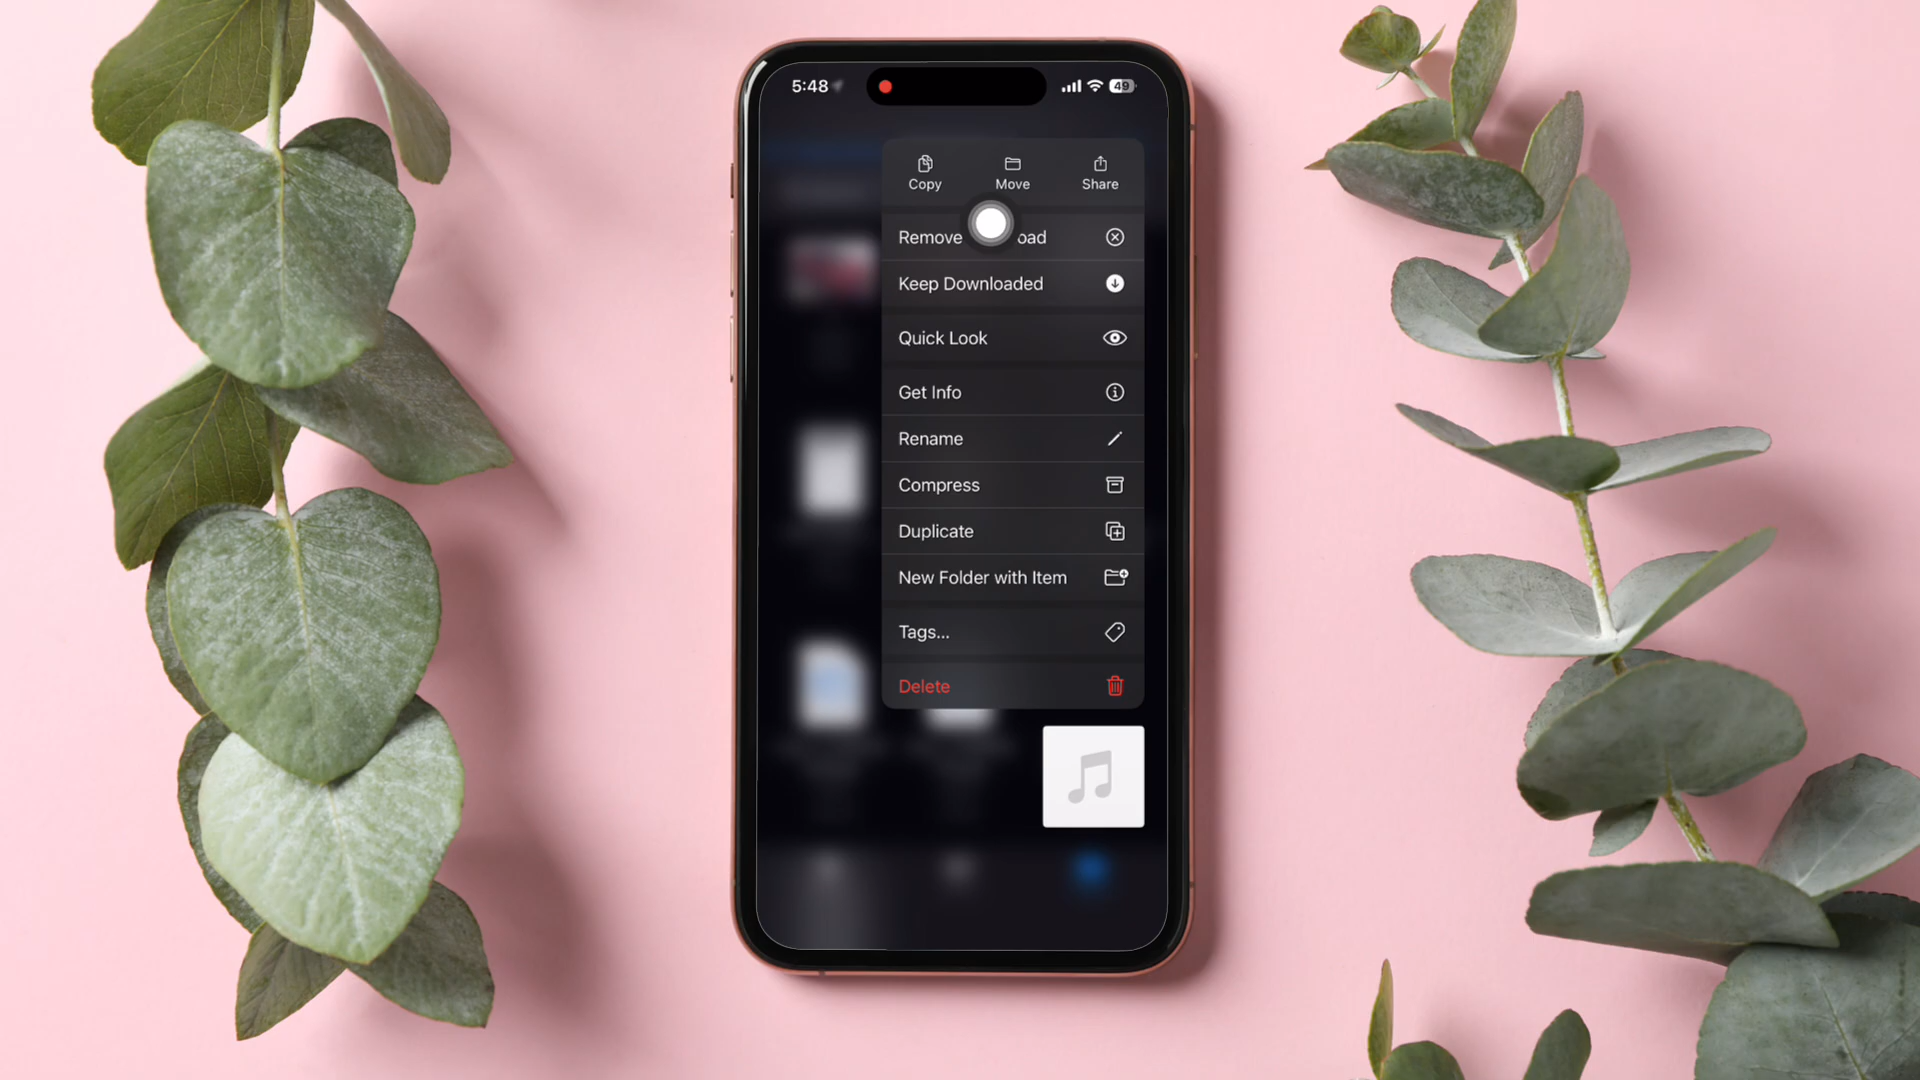 5:48
49
Copy Move Share
Remove oad
Keep Downloaded
Quick Look
Get Info
Rename
Compress
Duplicate
New Folder with Item
Tags...
Delete